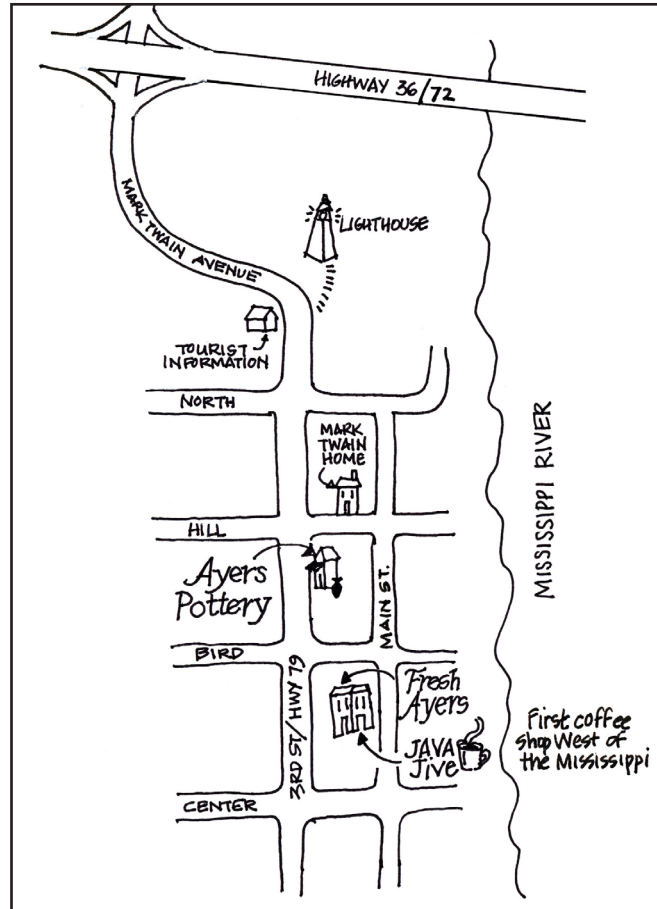 HIGHWAY 36/72
MARK TWAIN AVENUE
LIGHTHOUSE
TOURIST
INFORMATION
NORTH
MARK
TWAIN
HOME
MISSISSIPPI RIVER
HILL
Ayers
Pottery
MAIN ST.
BIRD
3RD ST/HWY 79
Fresh
Ayers
JAVA
Jive
First coffee
shop West of
the Mississippi
CENTER